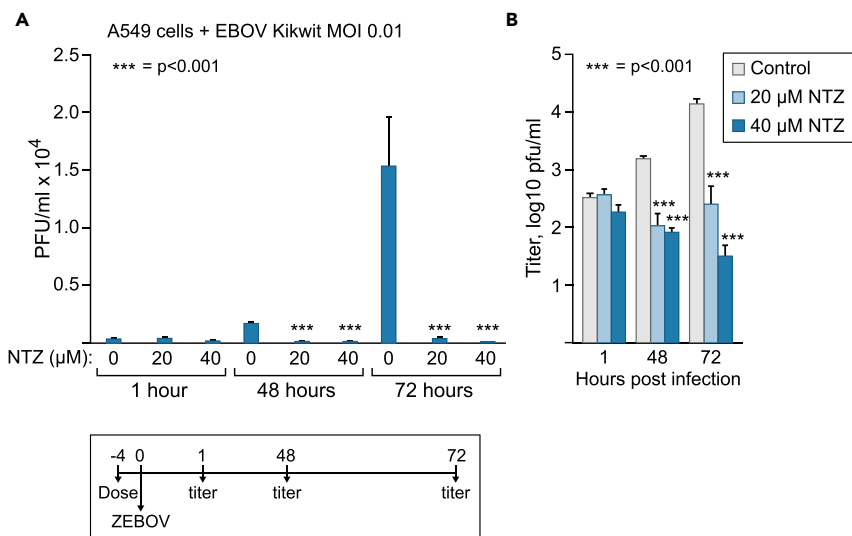 A
A549 cells + EBOV Kikwit MOI 0.01
*** = p<0.001
PFU/ml x 10⁴
2.5
2.0
1.5
1.0
0.5
*** *** *** ***
NTZ (µM): 0 20 40 0 20 40 0 20 40
1 hour 48 hours 72 hours
-4 0 1 48 72
Dose titer titer titer
ZEBOV
B
*** = p<0.001
Control
20 µM NTZ
40 µM NTZ
Titer, log10 pfu/ml
5
4
3
2
1
***
***
***
***
1 48 72
Hours post infection